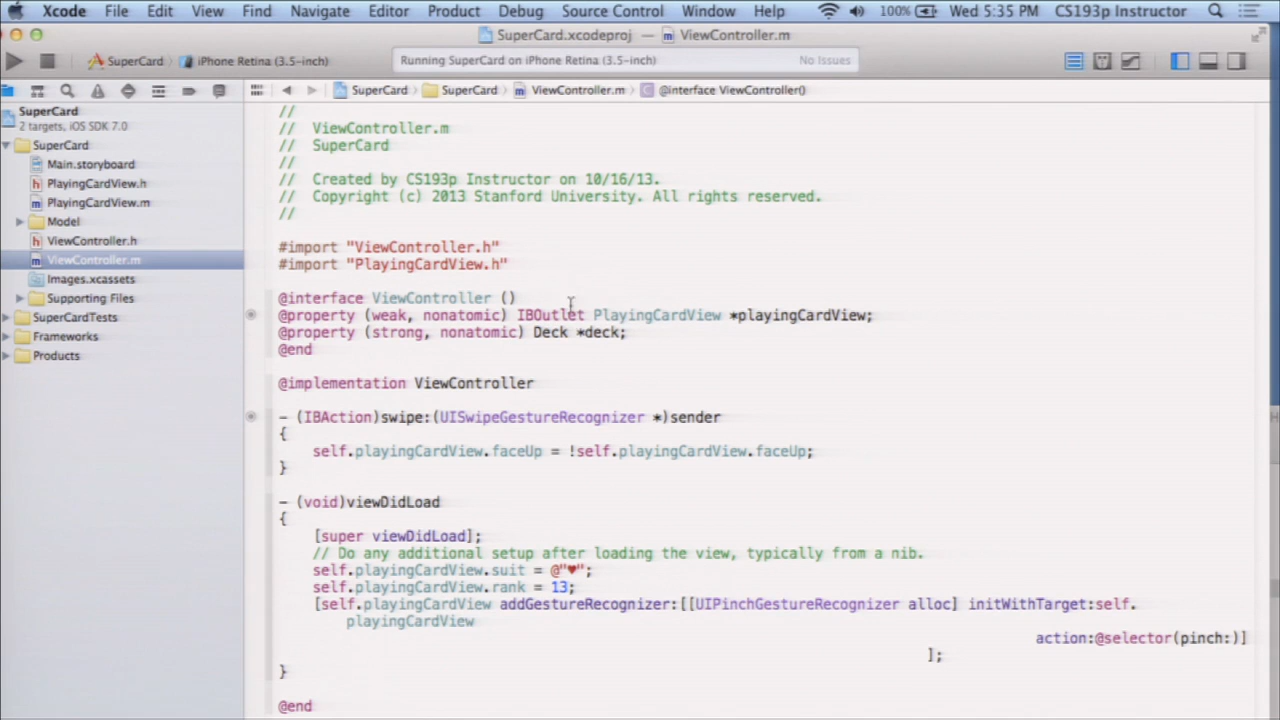 Xcode File Edit View Find Navigate Editor Product Debug Source Control Window Help 100% Wed 5:35 PM CS193p Instructor
SuperCard.xcodeproj — ViewController.m
SuperCard iPhone Retina (3.5-inch) Running SuperCard on iPhone Retina (3.5-inch) No Issues
SuperCard SuperCard ViewController.m @interface ViewController()
SuperCard
2 targets, iOS SDK 7.0
SuperCard
Main.storyboard
PlayingCardView.h
PlayingCardView.m
Model
ViewController.h
ViewController.m
Images.xcassets
Supporting Files
SuperCardTests
Frameworks
Products
//
// ViewController.m
// SuperCard
//
// Created by CS193p Instructor on 10/16/13.
// Copyright (c) 2013 Stanford University. All rights reserved.
//
#import "ViewController.h"
#import "PlayingCardView.h"
@interface ViewController ()
@property (weak, nonatomic) IBOutlet PlayingCardView *playingCardView;
@property (strong, nonatomic) Deck *deck;
@end
@implementation ViewController
- (IBAction)swipe:(UISwipeGestureRecognizer *)sender
{
self.playingCardView.faceUp = !self.playingCardView.faceUp;
}
- (void)viewDidLoad
{
[super viewDidLoad];
// Do any additional setup after loading the view, typically from a nib.
self.playingCardView.suit = @"♥";
self.playingCardView.rank = 13;
[self.playingCardView addGestureRecognizer:[[UIPinchGestureRecognizer alloc] initWithTarget:self.
playingCardView
action:@selector(pinch:)]
];
}
@end